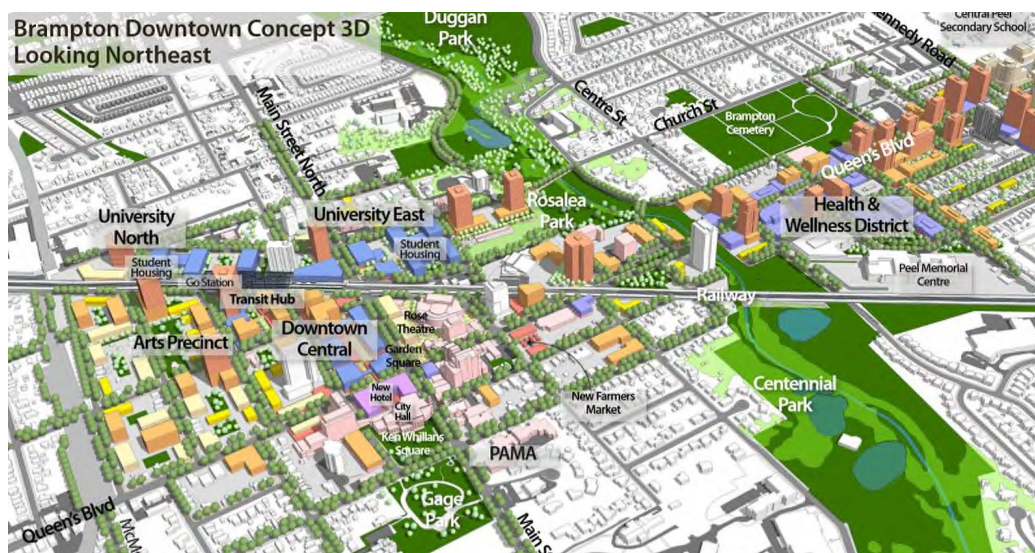 Brampton Downtown Concept 3D
Looking Northeast
Duggan
Park
Central Peel
Secondary School
Kennedy Road
Main Street North
Centre St
Church St
Brampton
Cemetery
Queen's Blvd
University
North
University East
Rosalea
Park
Health &
Wellness District
Student
Housing
Student
Housing
Go Station
Transit Hub
Peel Memorial
Centre
Railway
Arts Precinct
Downtown
Central
Rose
Theatre
Garden
Square
New
Hotel
City
Hall
New Farmers
Market
Centennial
Park
Ken Whillans
Square
PAMA
Gage
Park
Queen's Blvd
Main S